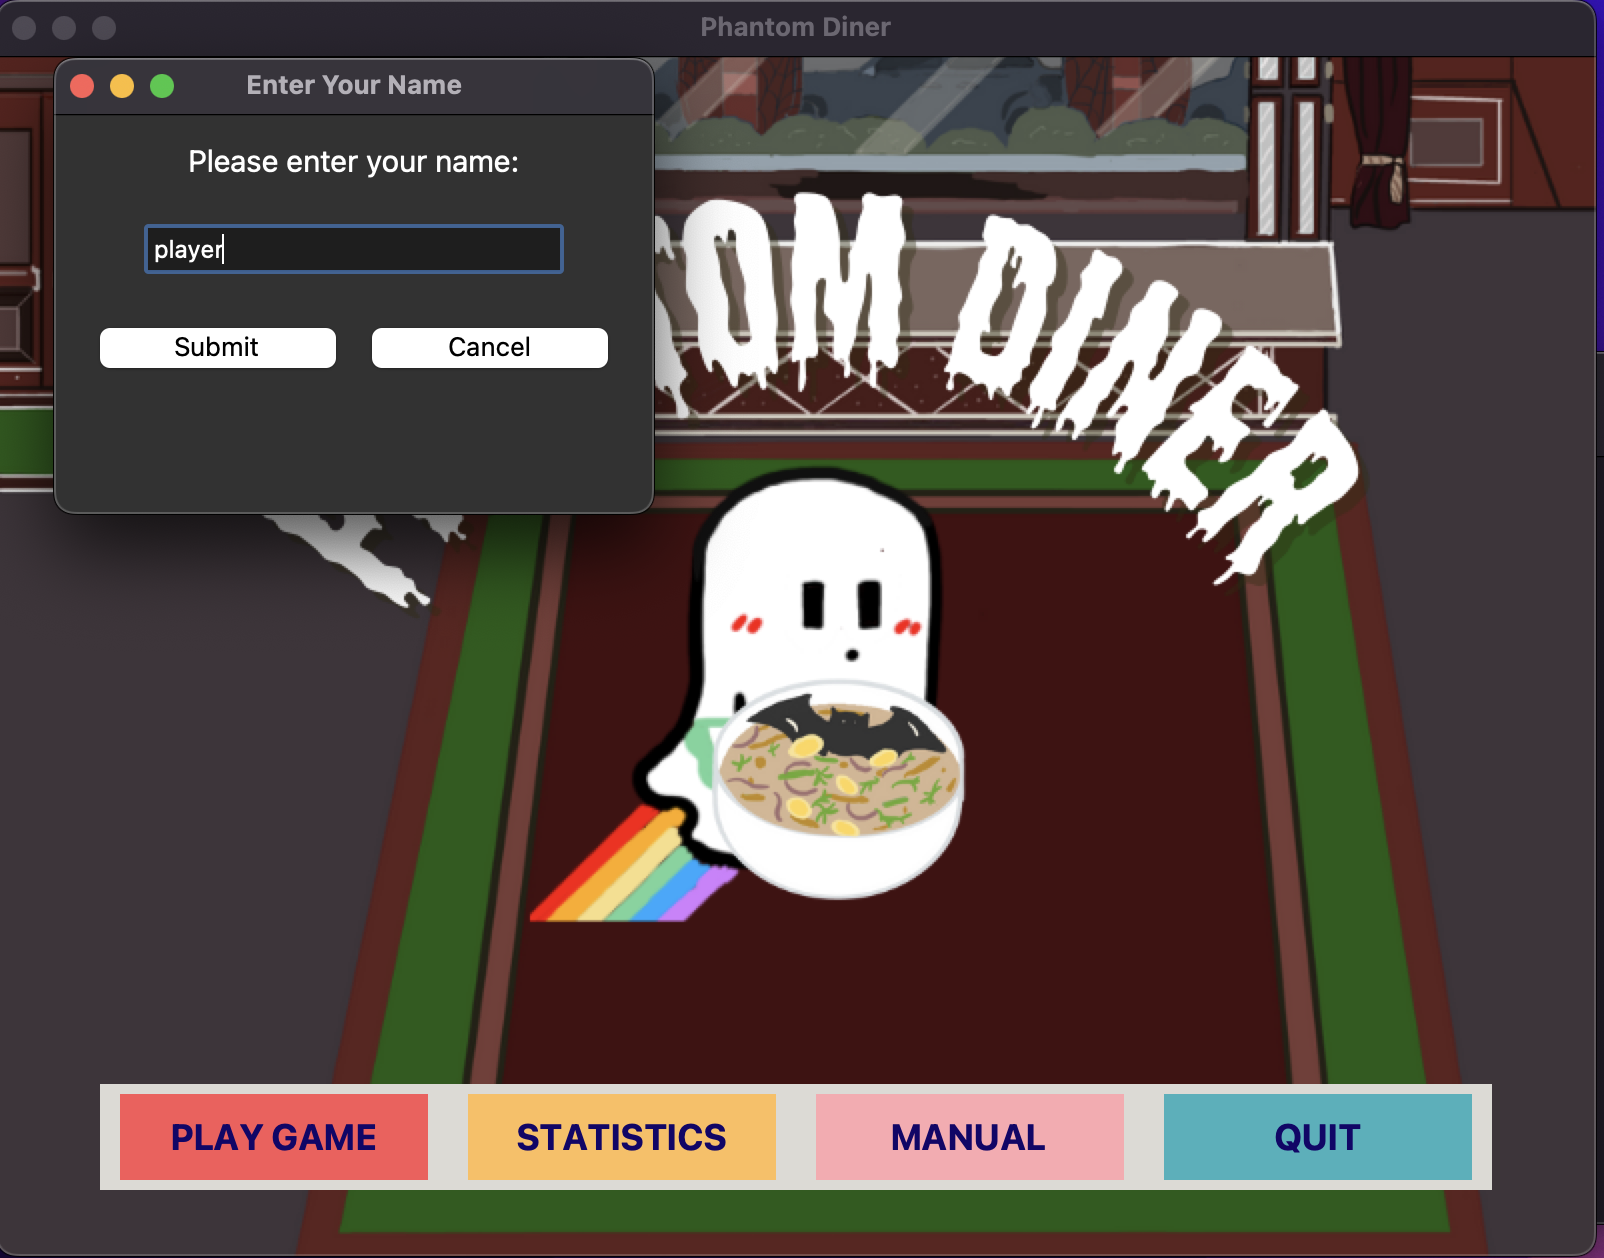 Phantom Diner
Enter Your Name
Please enter your name:
player
Submit Cancel
OM DINER
PLAY GAME STATISTICS MANUAL QUIT